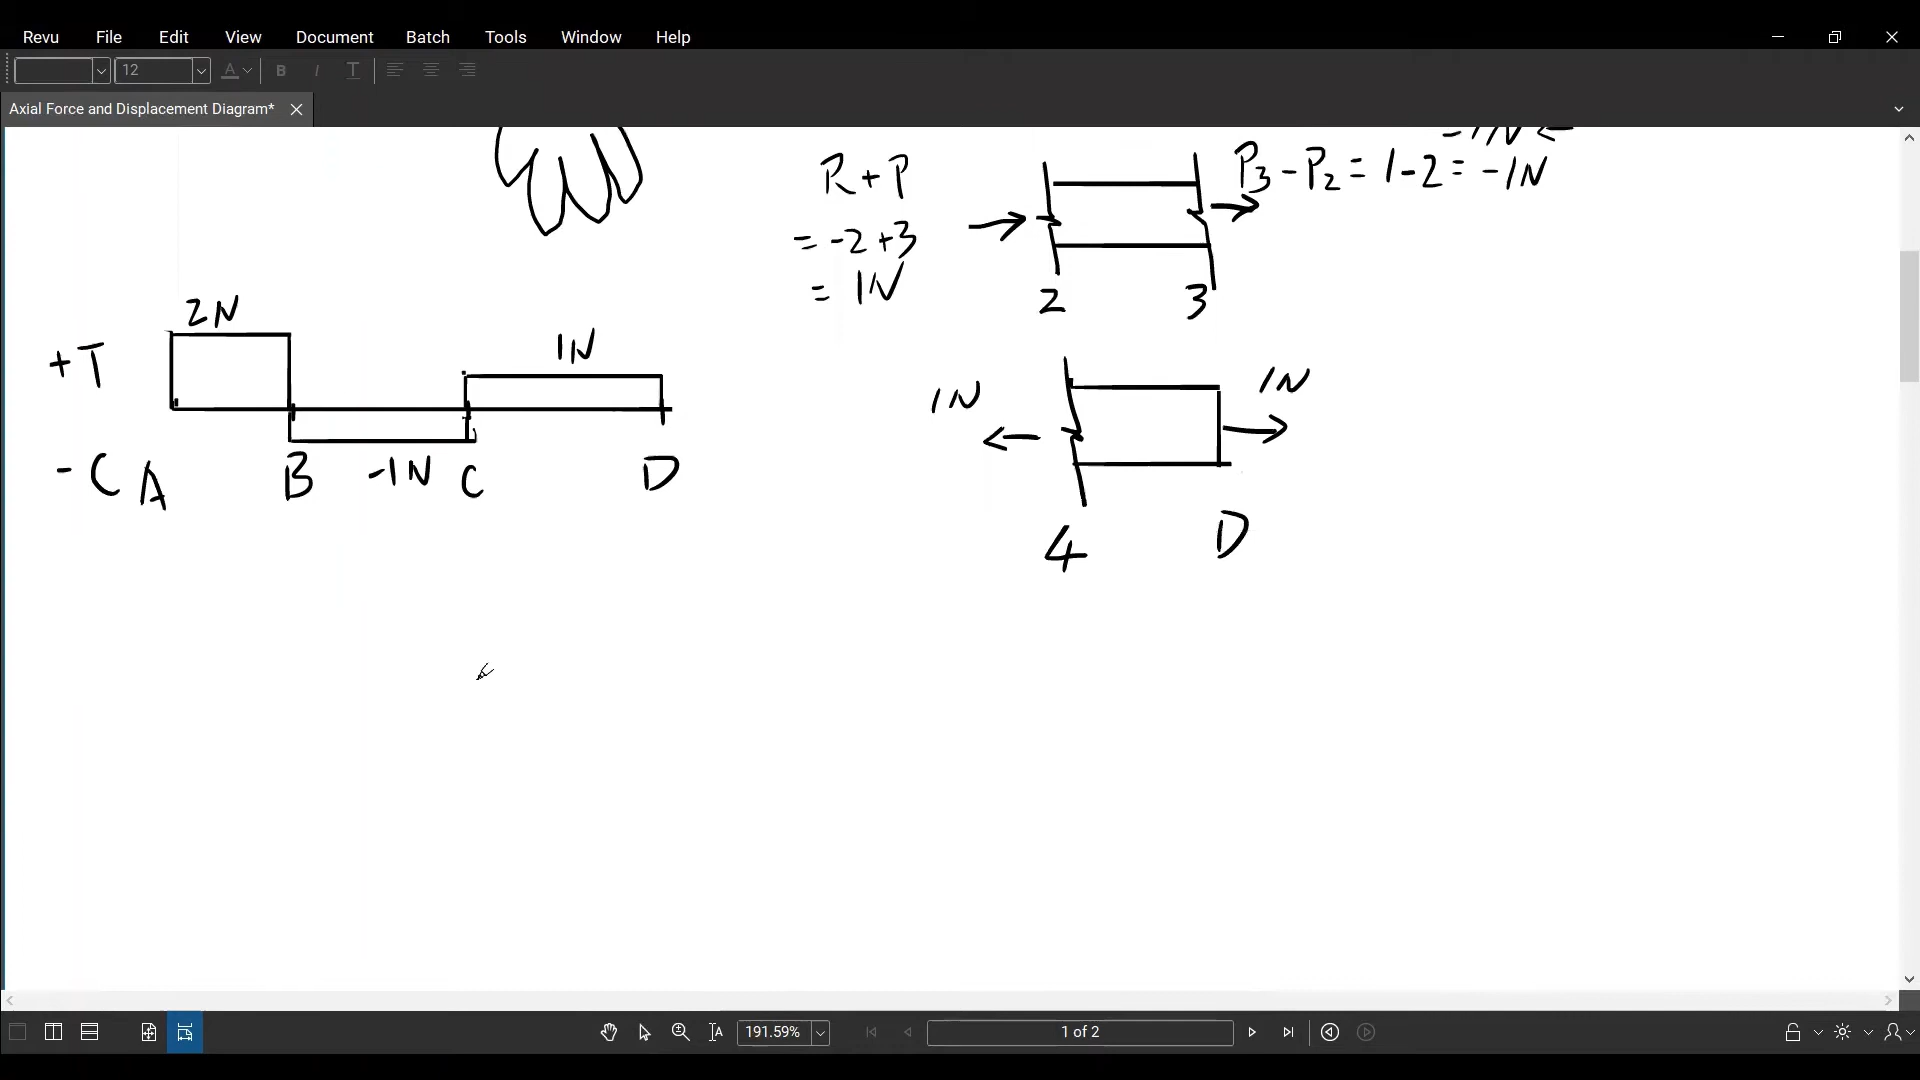 Revu File Edit View Document Batch Tools Window Help
12 A B I T
Axial Force and Displacement Diagram*
= 1N ←
R + P
= -2 + 3
= 1N
P3 - P2 = 1 - 2 = -1N
2 3
2N
1N
+T
-C A B -1N C D
1N 1N
4 D
191.59% 1 of 2